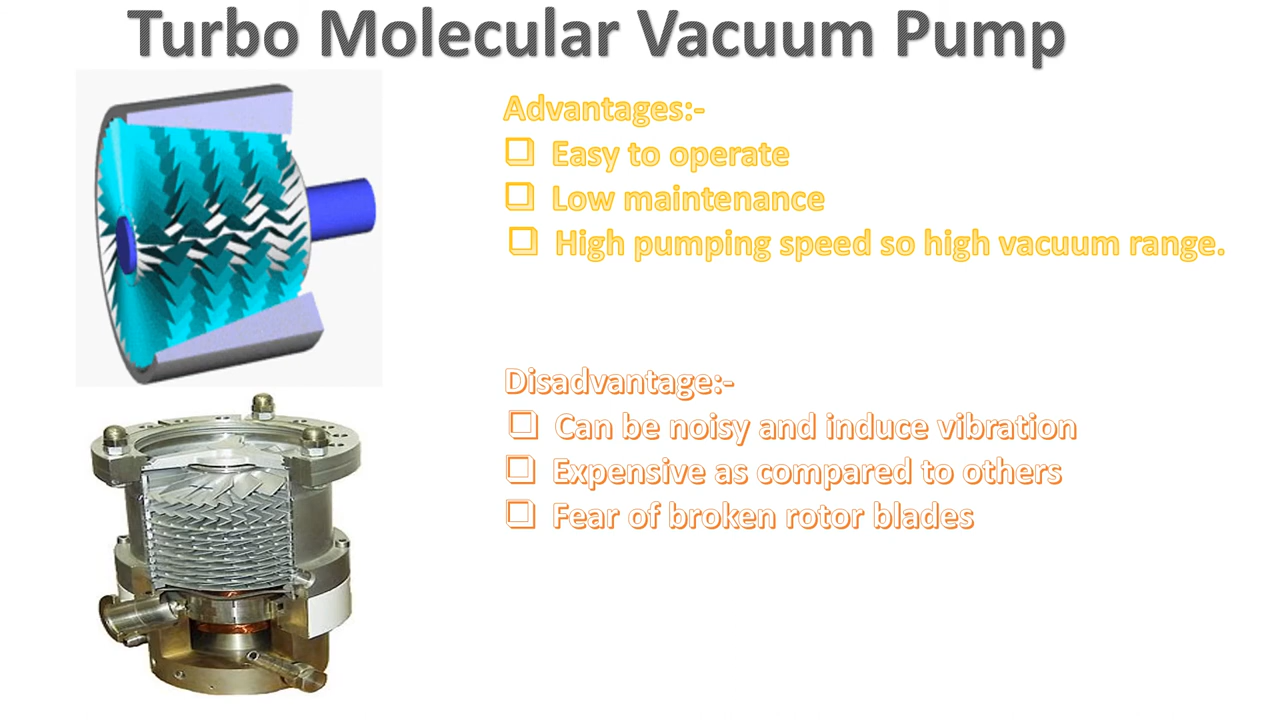 Turbo Molecular Vacuum Pump
Advantages:-
❑ Easy to operate
❑ Low maintenance
❑ High pumping speed so high vacuum range.
Disadvantage:-
❑ Can be noisy and induce vibration
❑ Expensive as compared to others
❑ Fear of broken rotor blades